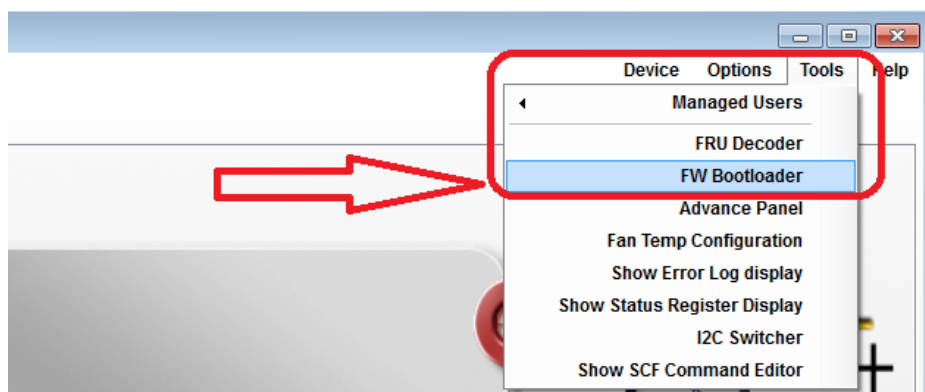 Device Options Tools Help
Managed Users
FRU Decoder
FW Bootloader
Advance Panel
Fan Temp Configuration
Show Error Log display
Show Status Register Display
I2C Switcher
Show SCF Command Editor